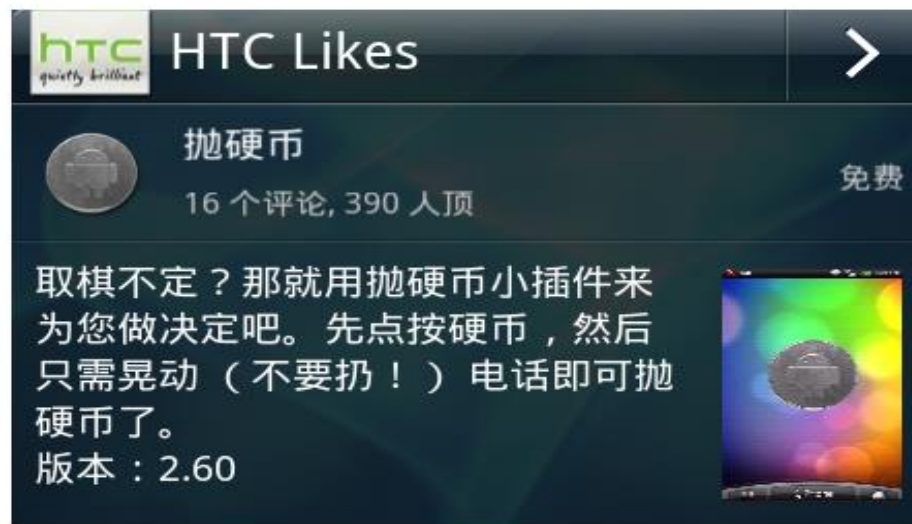 hTC
quietly brilliant
HTC Likes
抛硬币
16 个评论, 390 人顶
免费
取棋不定？那就用抛硬币小插件来
为您做决定吧。先点按硬币，然后
只需晃动（不要扔！）电话即可抛
硬币了。
版本：2.60